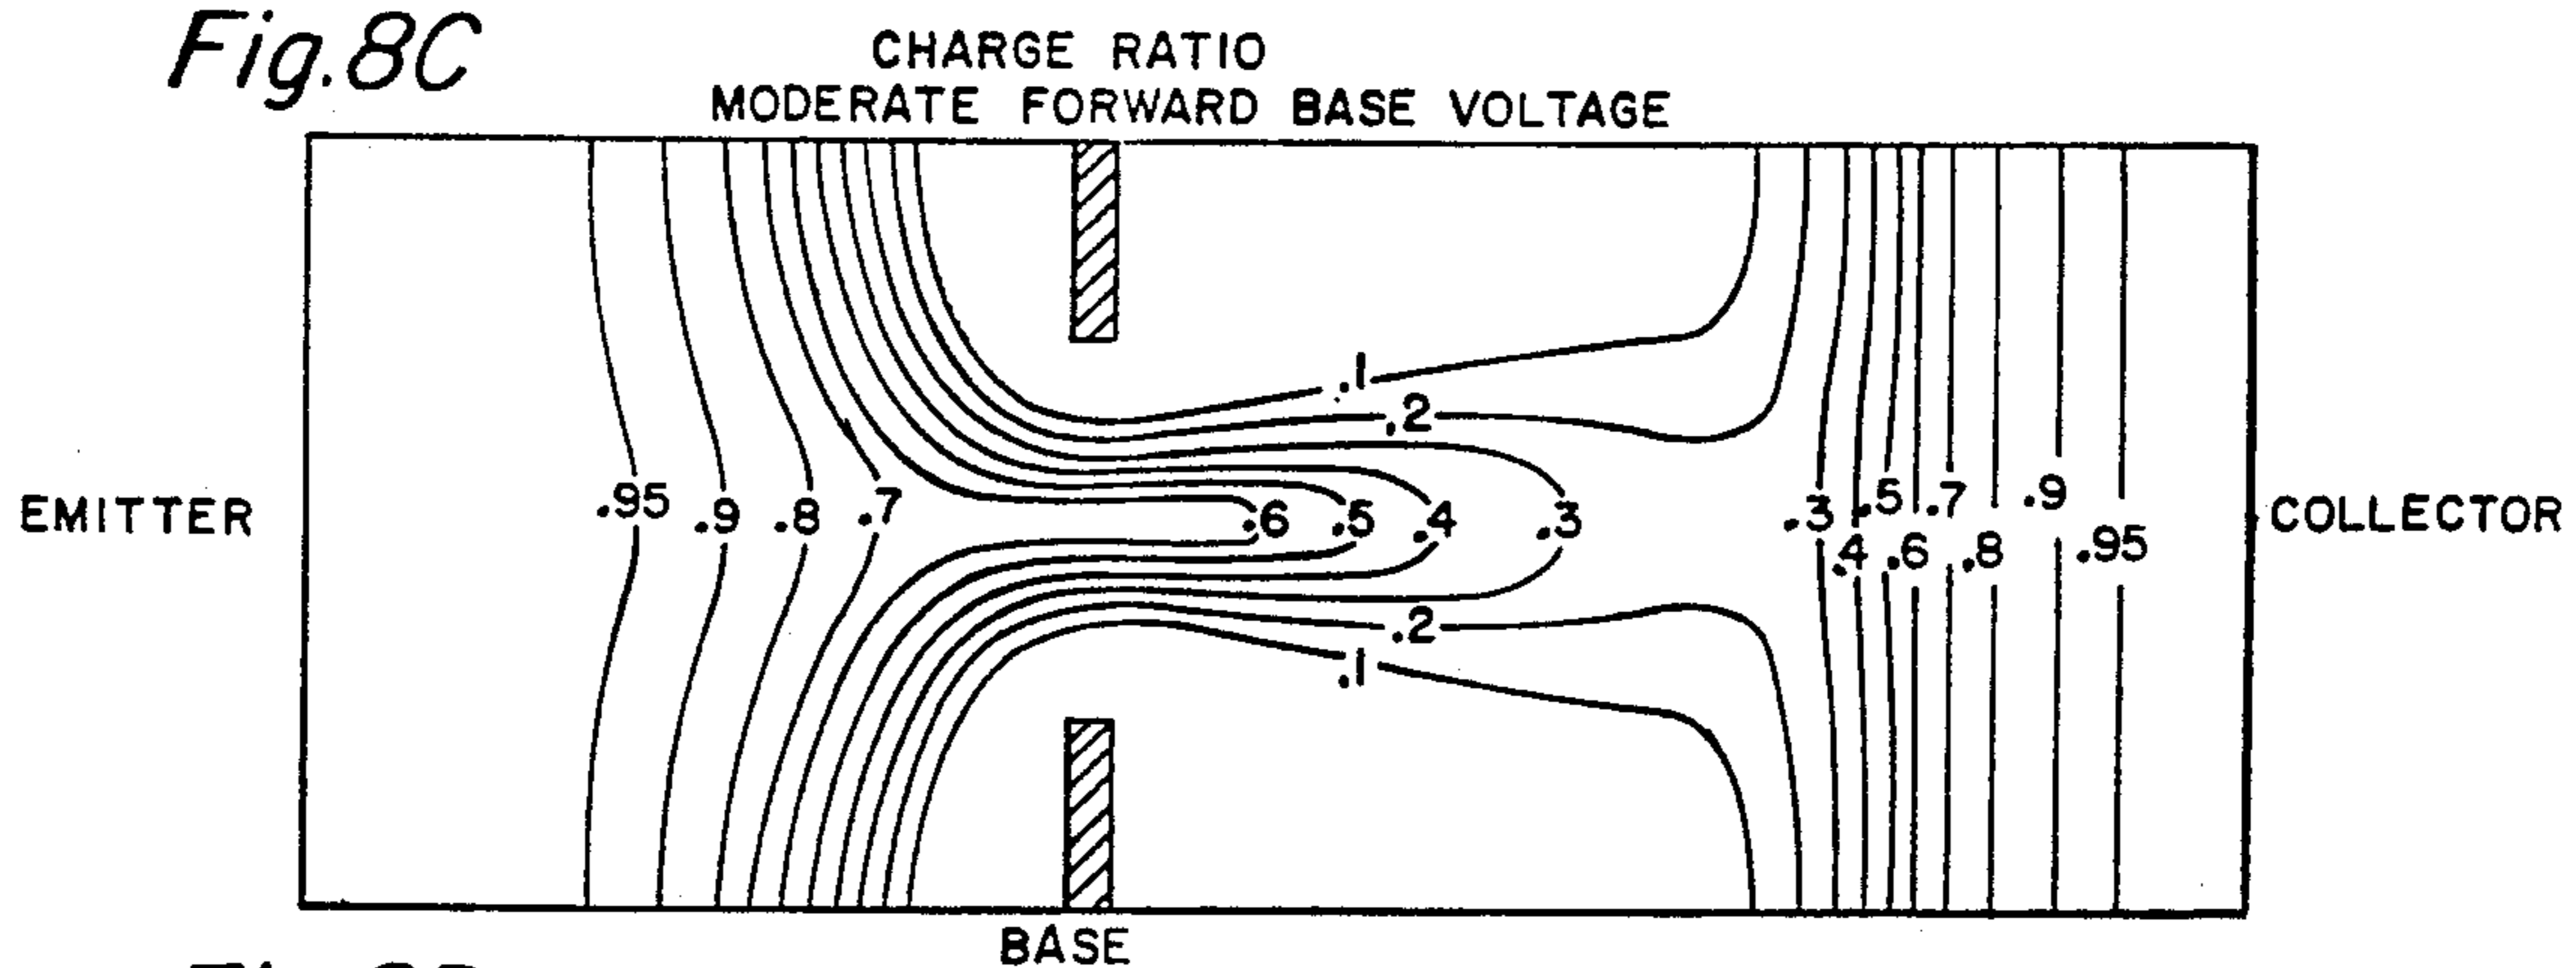 Fig.8C
CHARGE RATIO
MODERATE FORWARD BASE VOLTAGE
.1
.2
EMITTER
.95 .9 .8 .7 .6 .5 .4 .3 .3 .5 .7 .9
COLLECTOR
.4 .6 .8 .95
.2
.1
BASE